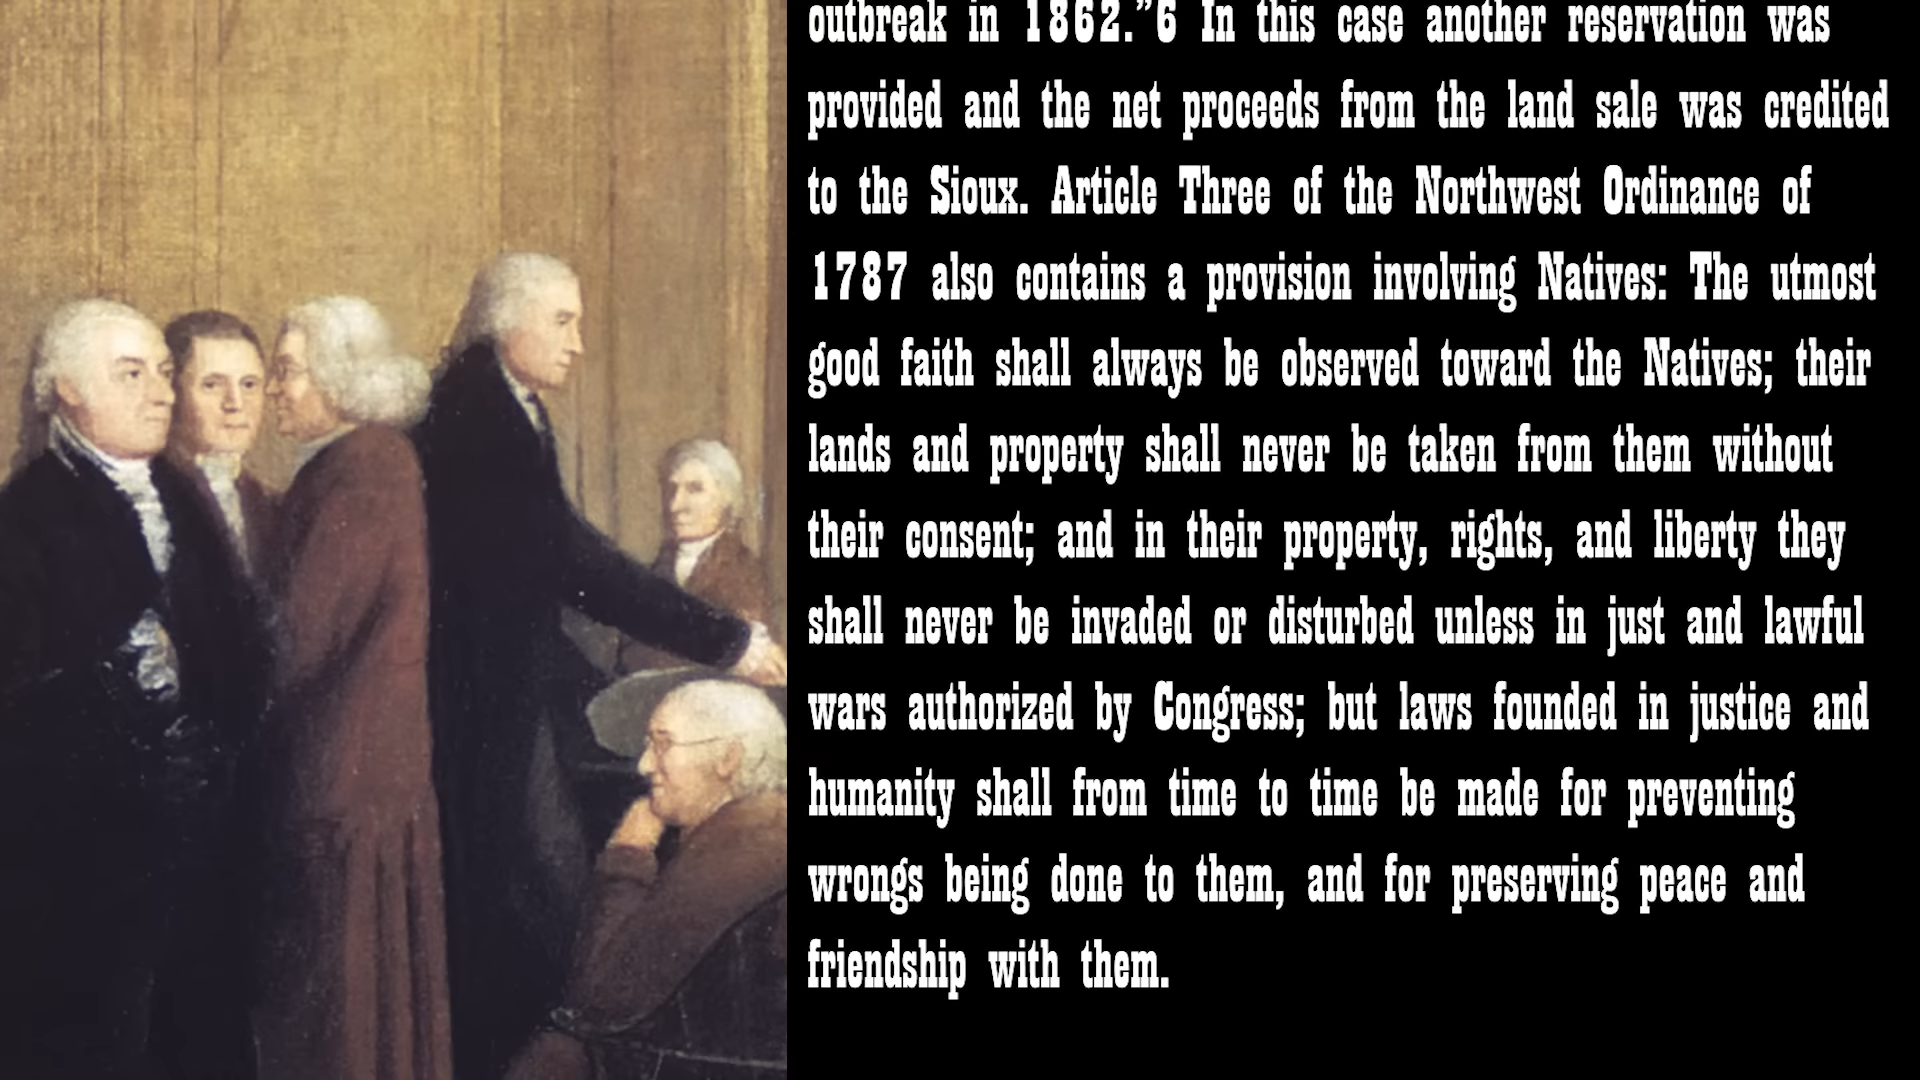 outbreak in 1862.”6 In this case another reservation was
provided and the net proceeds from the land sale was credited
to the Sioux. Article Three of the Northwest Ordinance of
1787 also contains a provision involving Natives: The utmost
good faith shall always be observed toward the Natives; their
lands and property shall never be taken from them without
their consent; and in their property, rights, and liberty they
shall never be invaded or disturbed unless in just and lawful
wars authorized by Congress; but laws founded in justice and
humanity shall from time to time be made for preventing
wrongs being done to them, and for preserving peace and
friendship with them.